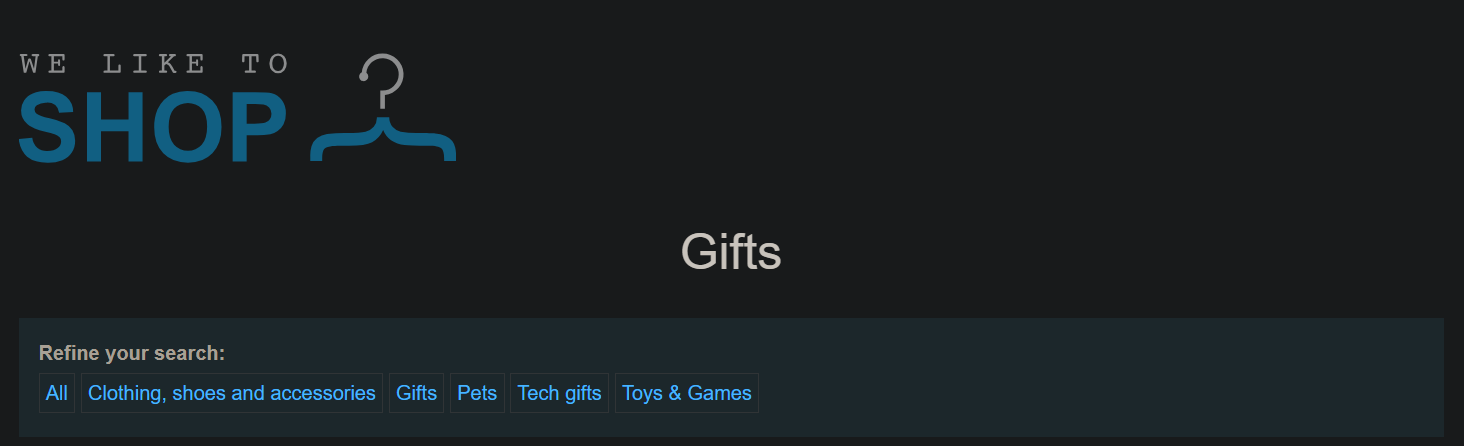 WE LIKE TO
SHOP
Gifts
Refine your search:
All Clothing, shoes and accessories Gifts Pets Tech gifts Toys & Games